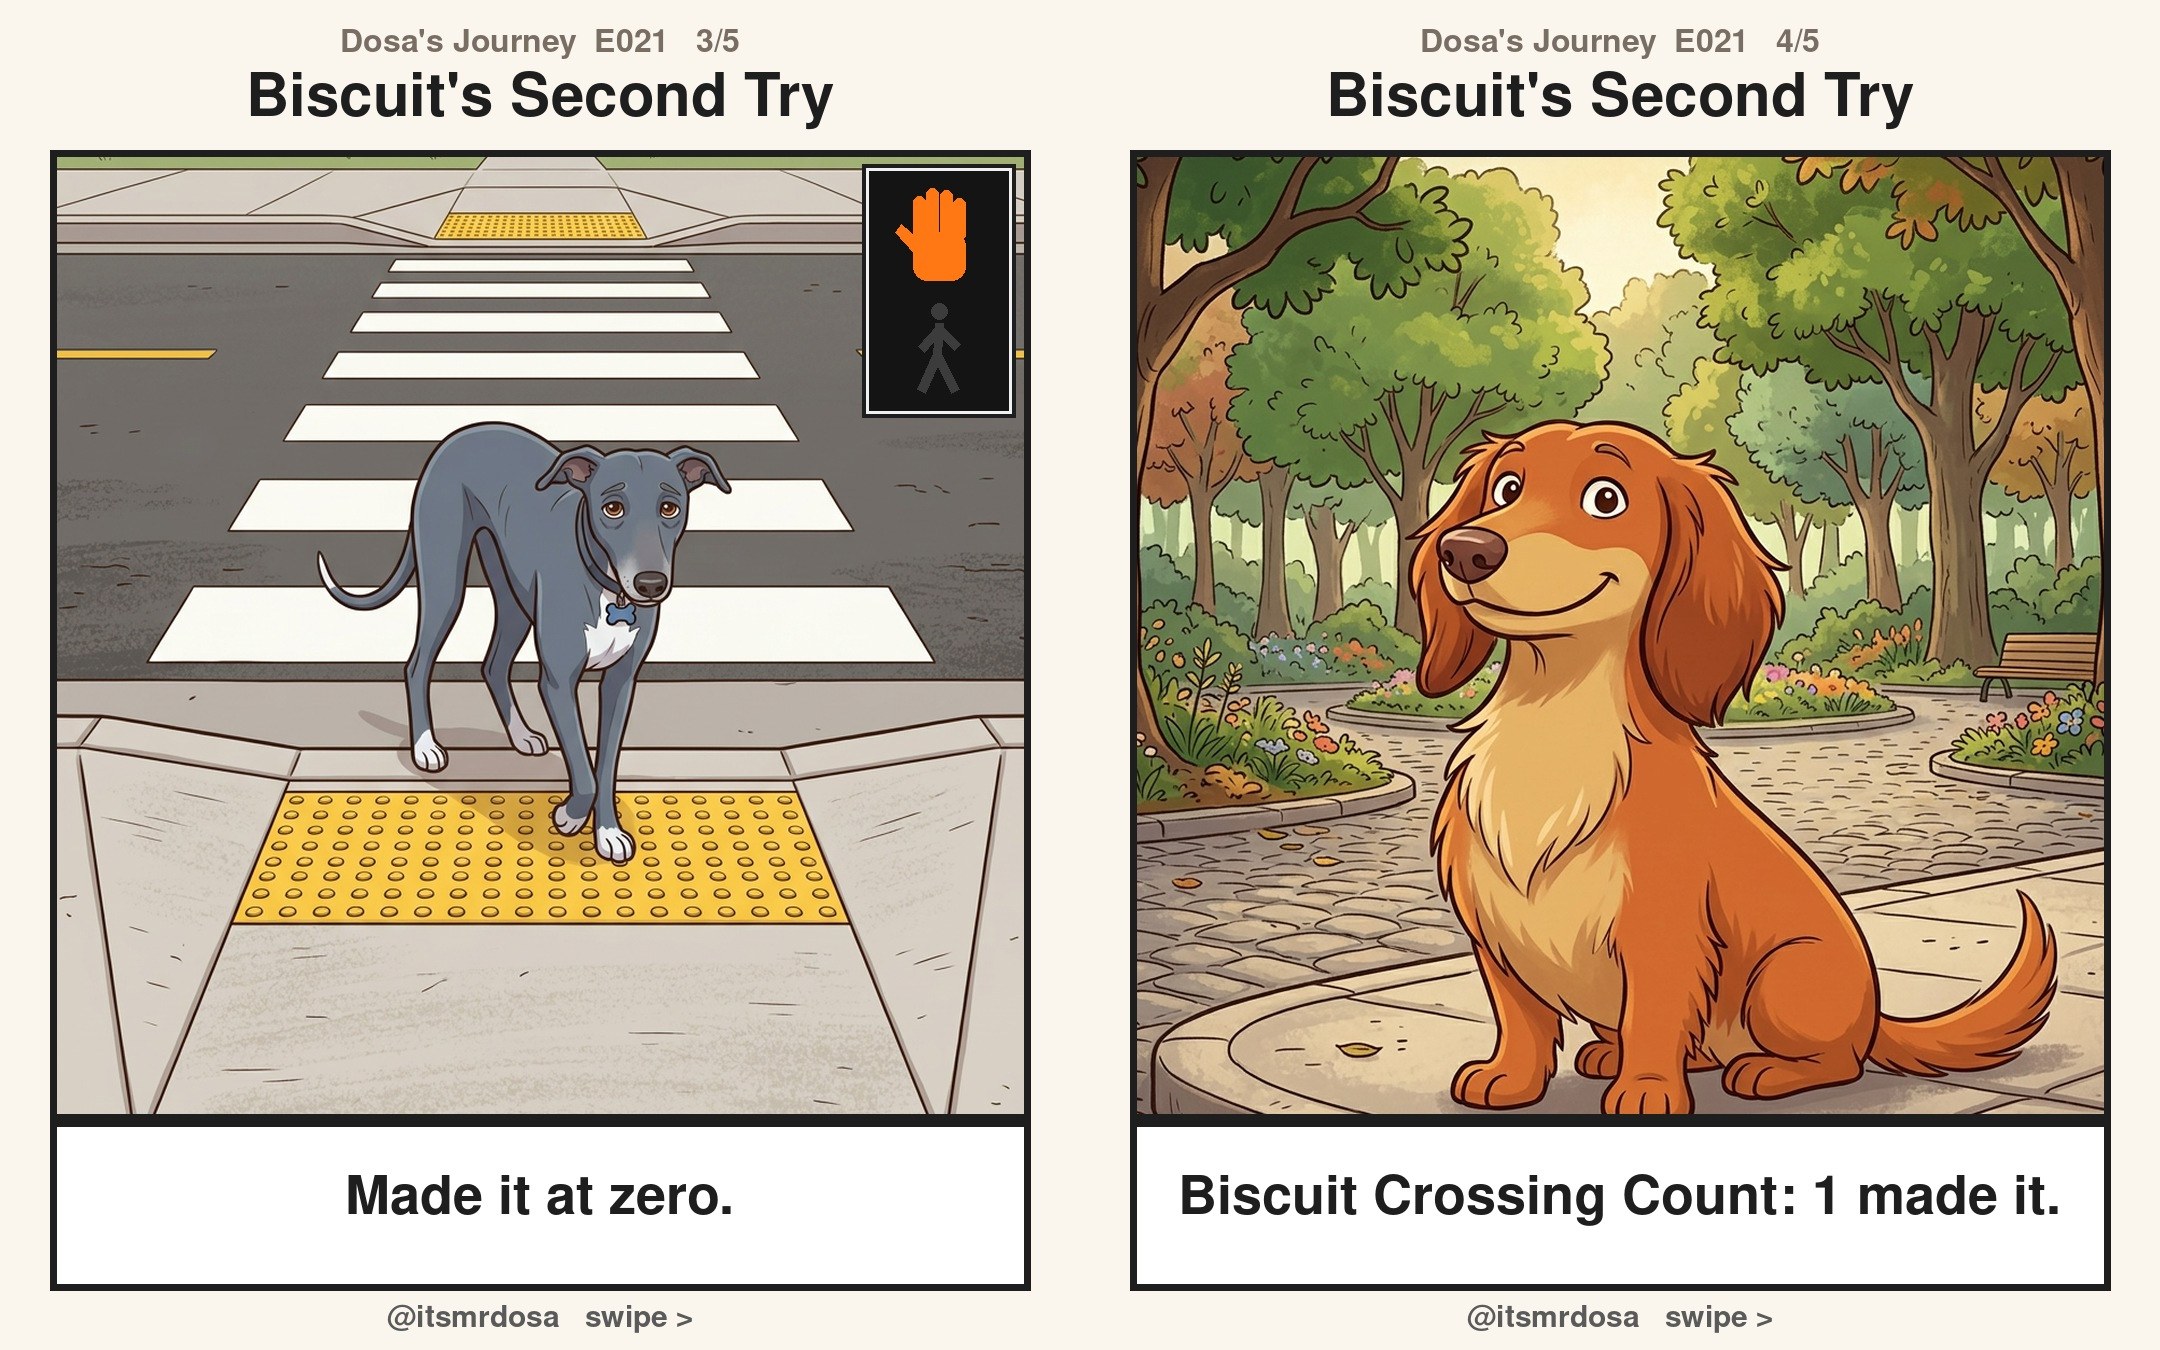 Dosa's Journey E021 3/5
Biscuit's Second Try
Made it at zero.
@itsmrdosa swipe >
Dosa's Journey E021 4/5
Biscuit's Second Try
Biscuit Crossing Count: 1 made it.
@itsmrdosa swipe >